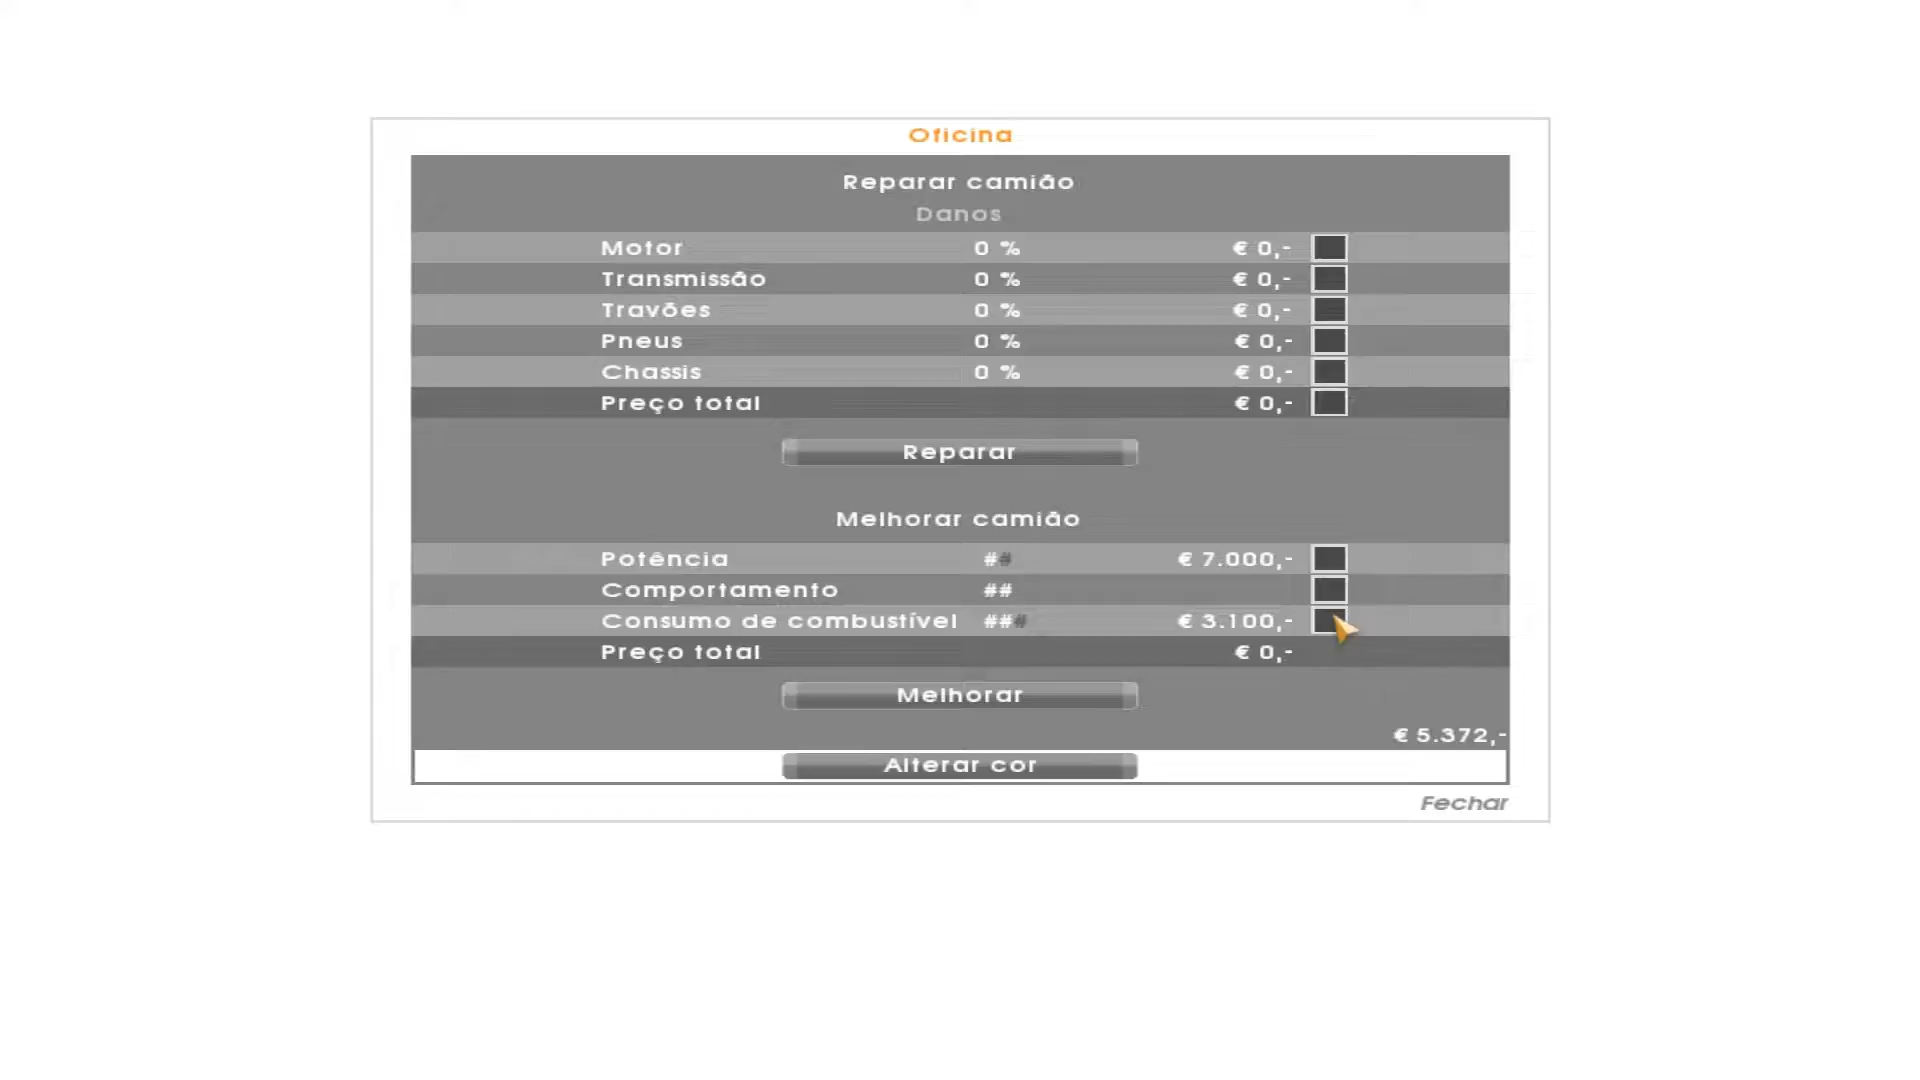 Oficina
Reparar camião
Danos
Motor 0 % € 0,-
Transmissão 0 % € 0,-
Travões 0 % € 0,-
Pneus 0 % € 0,-
Chassis 0 % € 0,-
Preço total € 0,-
Reparar
Melhorar camião
Potência ## € 7.000,-
Comportamento ##
Consumo de combustível ### € 3.100,-
Preço total € 0,-
Melhorar
€ 5.372,-
Alterar cor
Fechar